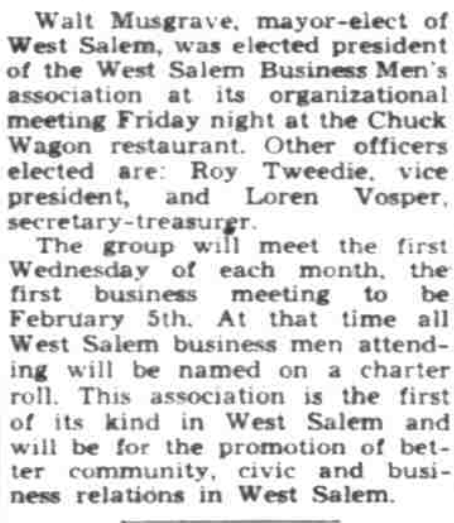 Walt Musgrave, mayor-elect of
West Salem, was elected president
of the West Salem Business Men's
association at its organizational
meeting Friday night at the Chuck
Wagon restaurant. Other officers
elected are: Roy Tweedie, vice
president, and Loren Vosper,
secretary-treasurer.
The group will meet the first
Wednesday of each month, the
first business meeting to be
February 5th. At that time all
West Salem business men attend-
ing will be named on a charter
roll. This association is the first
of its kind in West Salem and
will be for the promotion of bet-
ter community, civic and busi-
ness relations in West Salem.